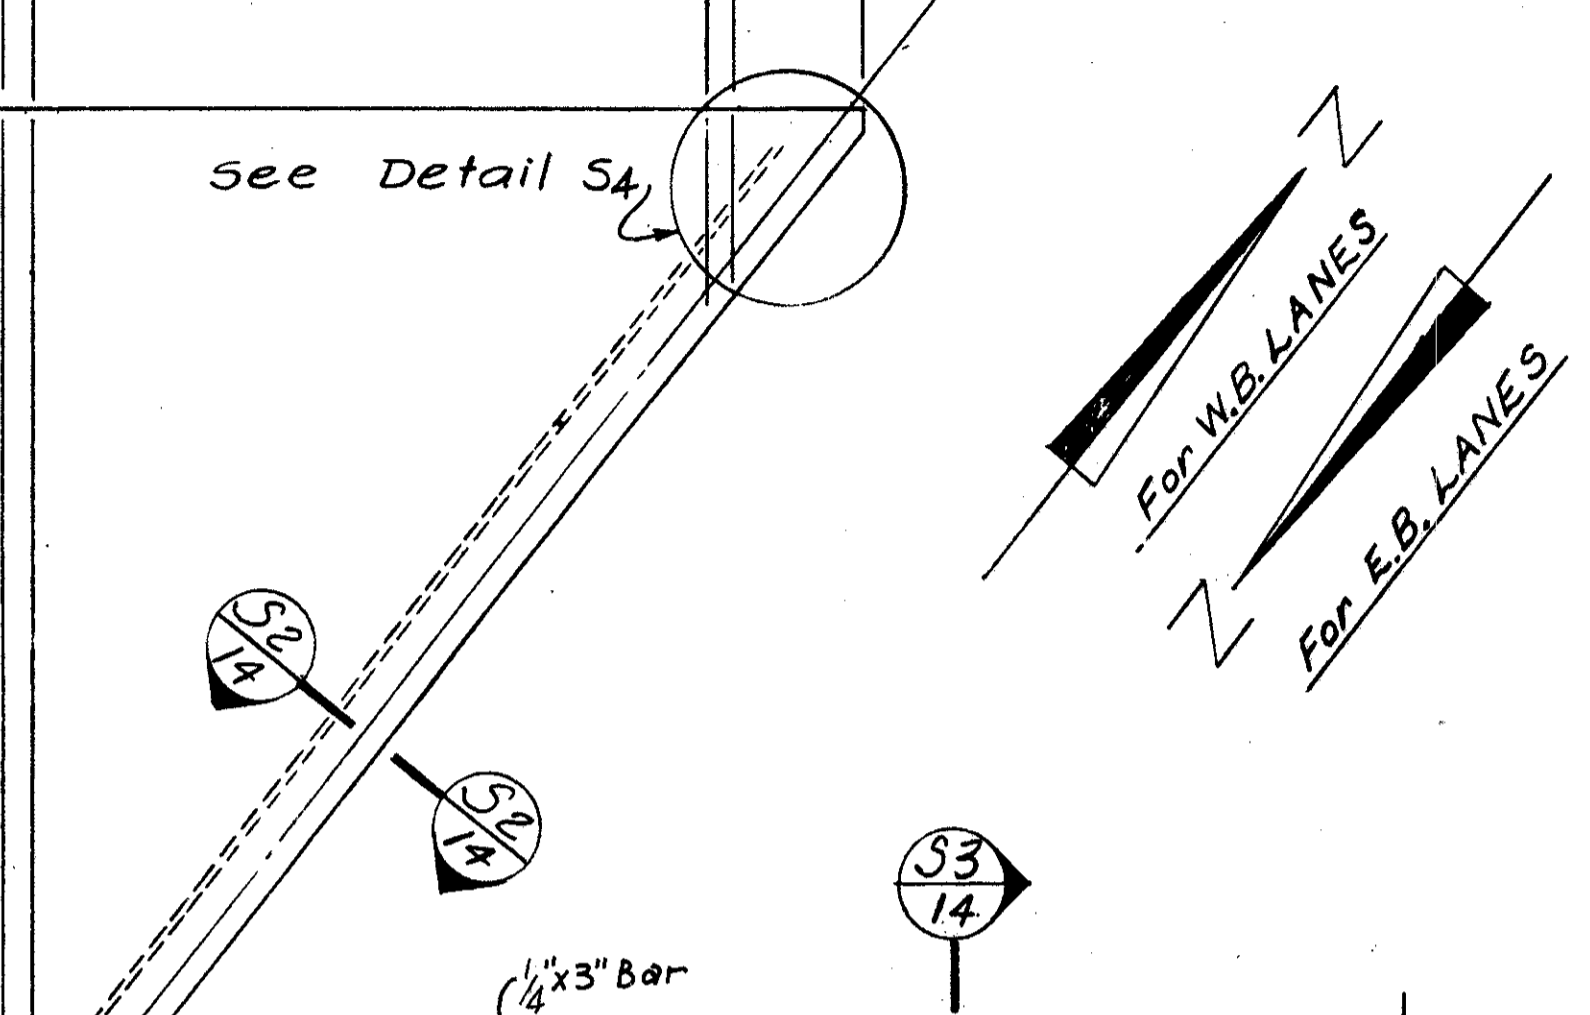 See Detail S4
N
For W.B. LANES
N
For E.B. LANES
S2
14
S2
14
S3
14
1/4"x3" Bar